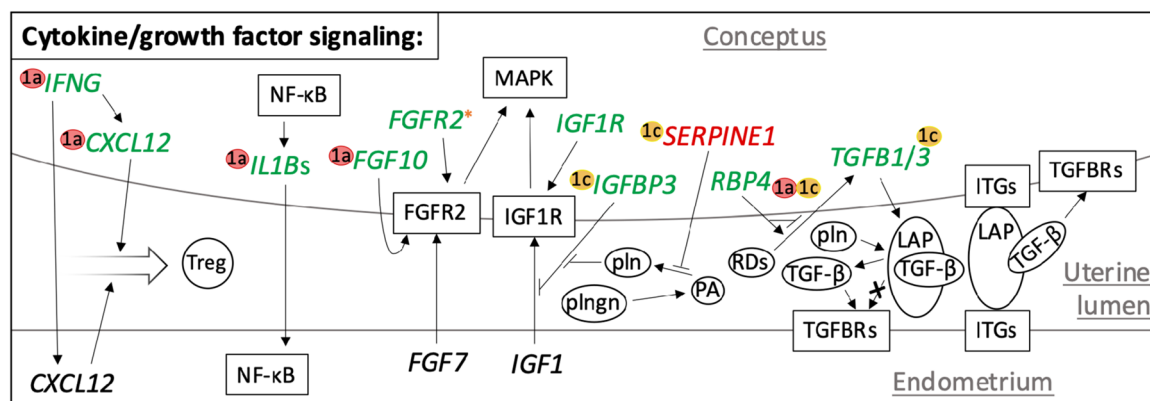 Cytokine/growth factor signaling:
Conceptus
1a IFNG
NF-κB
MAPK
1a CXCL12
FGFR2*
IGF1R
1c SERPINE1
1c
TGFB1/3
1a IL1Bs
1a FGF10
1c IGFBP3
RBP4 1a 1c
TGFBRs
ITGs
FGFR2
IGF1R
Treg
pln
RDs
pln
LAP
TGF-β
TGF-β
LAP
TGF-β
plngn
PA
Uterine
lumen
TGFBRs
ITGs
CXCL12
NF-κB
FGF7
IGF1
Endometrium